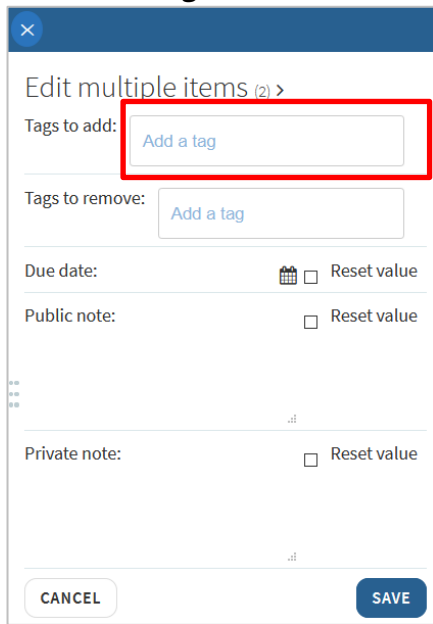 Edit multiple items (2) >
Tags to add: Add a tag
Tags to remove: Add a tag
Due date: Reset value
Public note: Reset value
Private note: Reset value
CANCEL SAVE